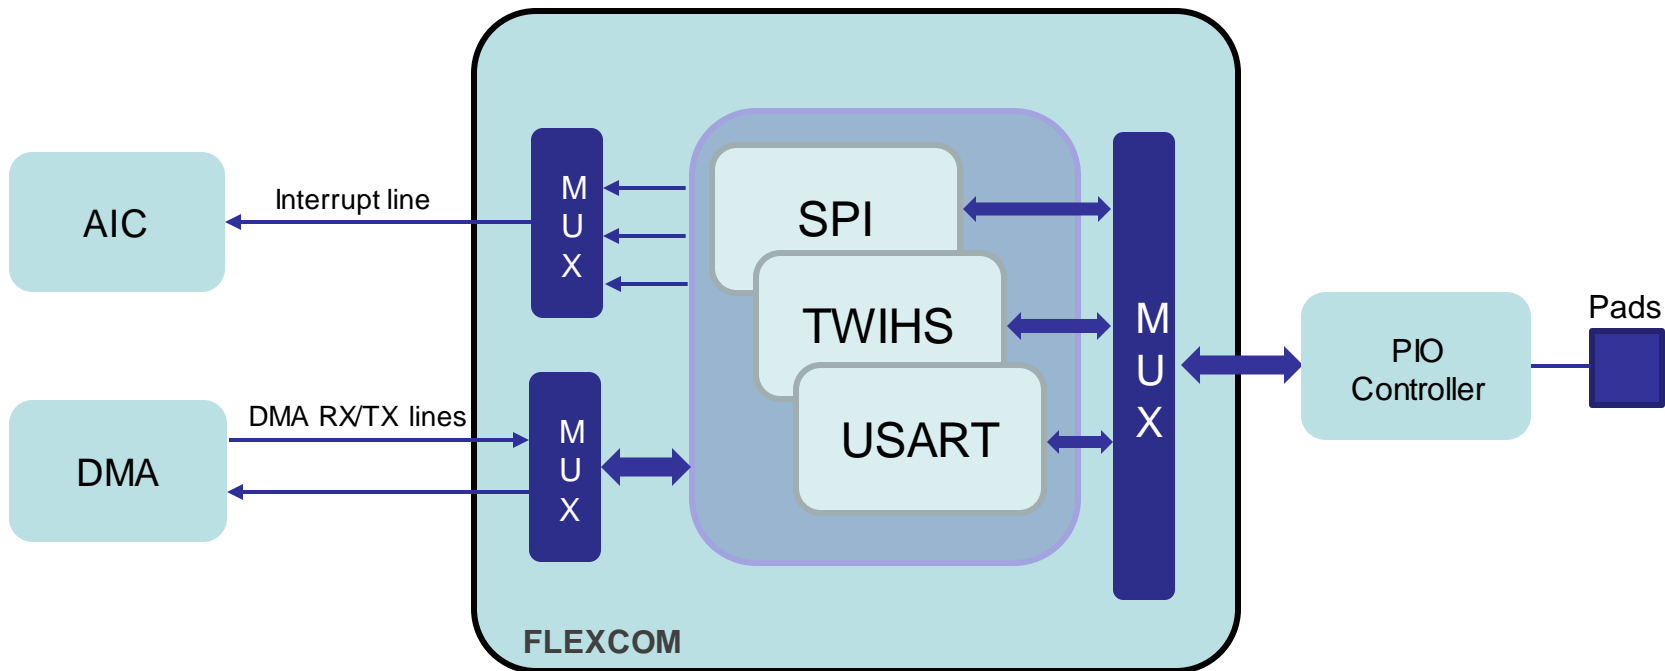 AIC
Interrupt line
M
U
X
SPI
TWIHS
USART
M
U
X
PIO
Controller
Pads
DMA
DMA RX/TX lines
M
U
X
FLEXCOM